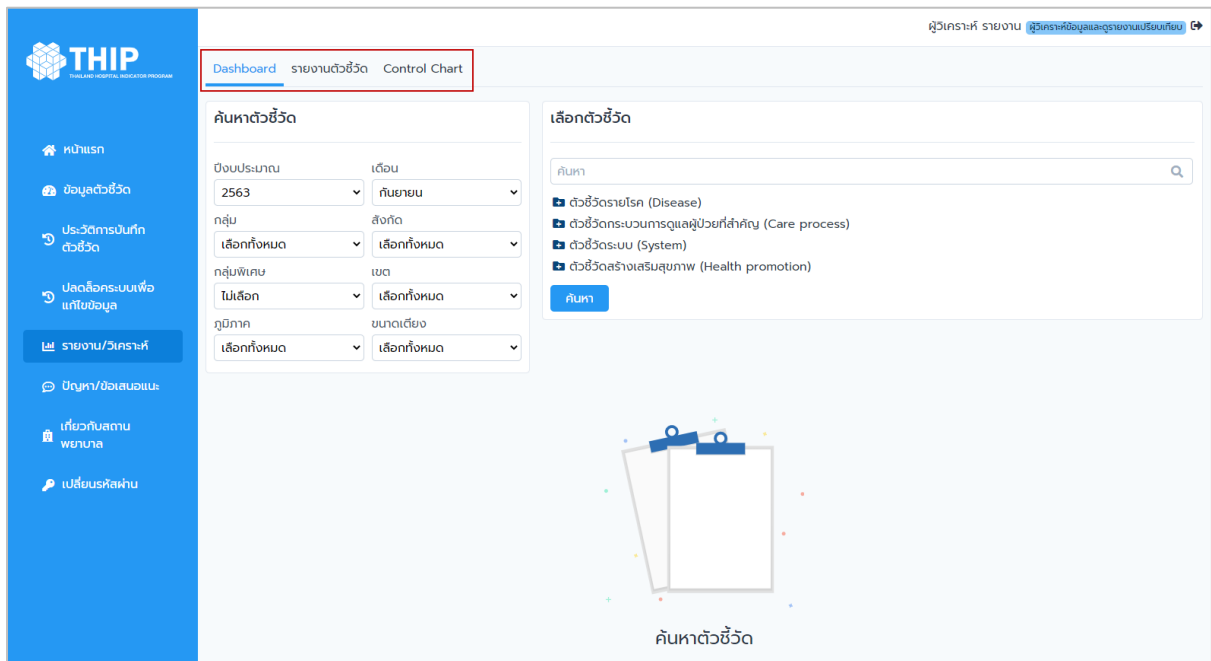 ผู้วิเคราะห์ รายงาน ผู้วิเคราะห์ข้อมูลและดูรายงานเปรียบเทียบ
THIP
THAILAND HOSPITAL INDICATOR PROGRAM
หน้าแรก
ข้อมูลตัวชี้วัด
ประวัติการบันทึก
ตัวชี้วัด
ปลดล็อคระบบเพื่อ
แก้ไขข้อมูล
รายงาน/วิเคราะห์
ปัญหา/ข้อเสนอแนะ
เกี่ยวกับสถาน
พยาบาล
เปลี่ยนรหัสผ่าน
Dashboard รายงานตัวชี้วัด Control Chart
ค้นหาตัวชี้วัด
ปีงบประมาณ เดือน
2563 กันยายน
กลุ่ม สังกัด
เลือกทั้งหมด เลือกทั้งหมด
กลุ่มพิเศษ เขต
ไม่เลือก เลือกทั้งหมด
ภูมิภาค ขนาดเตียง
เลือกทั้งหมด เลือกทั้งหมด
เลือกตัวชี้วัด
ค้นหา
ตัวชี้วัดรายโรค (Disease)
ตัวชี้วัดกระบวนการดูแลผู้ป่วยที่สำคัญ (Care process)
ตัวชี้วัดระบบ (System)
ตัวชี้วัดสร้างเสริมสุขภาพ (Health promotion)
ค้นหา
ค้นหาตัวชี้วัด